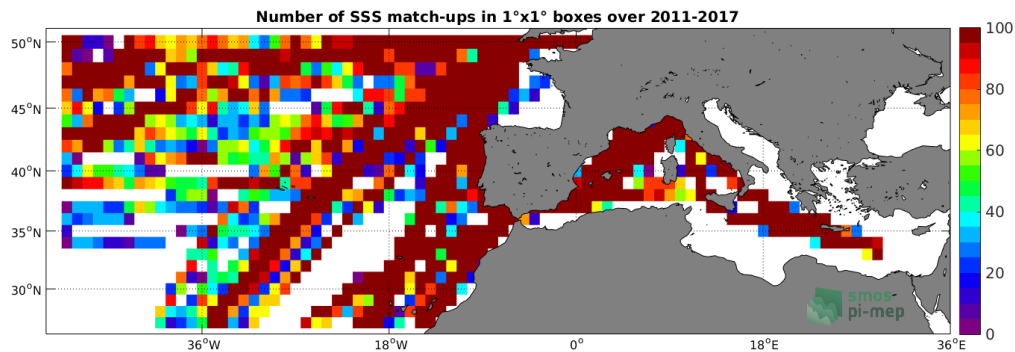 Number of SSS match-ups in 1°x1° boxes over 2011-2017
50°N
45°N
40°N
35°N
30°N
36°W
18°W
0°
18°E
36°E
100
80
60
40
20
0
smos
pi-mep